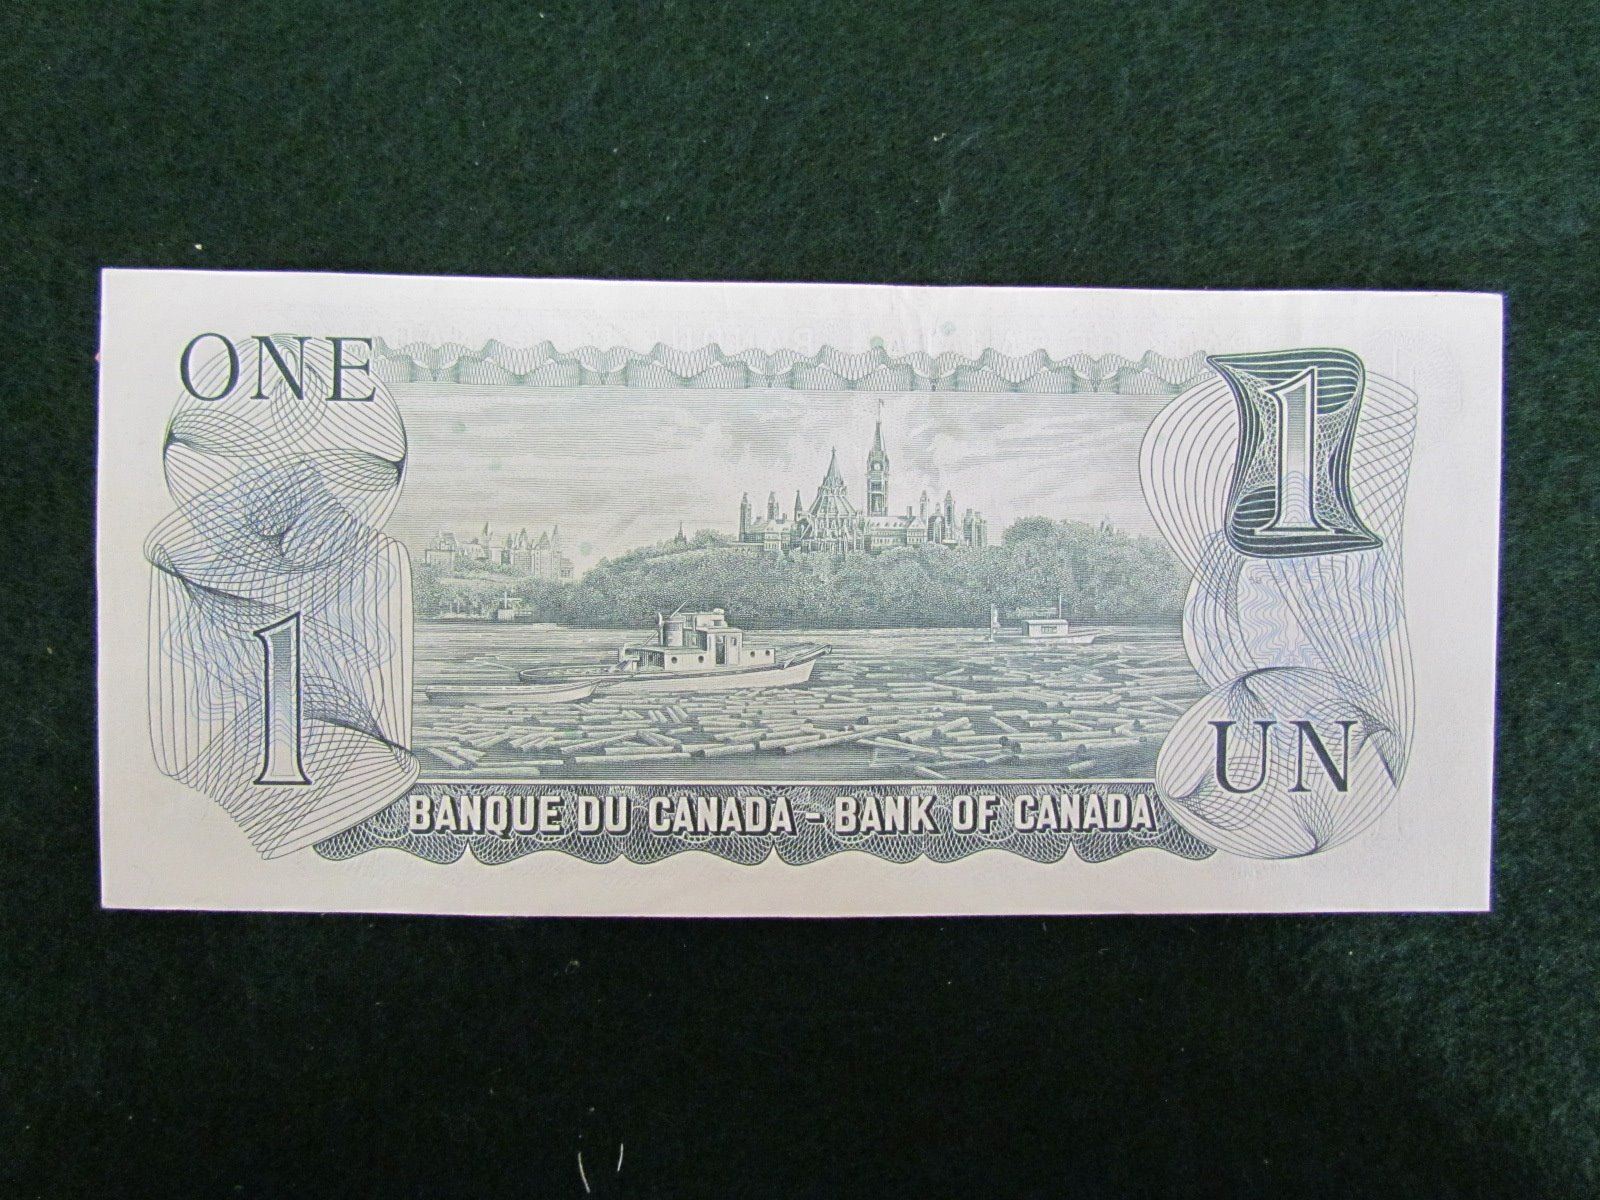 ONE
1
1
BANQUE DU CANADA - BANK OF CANADA
UN